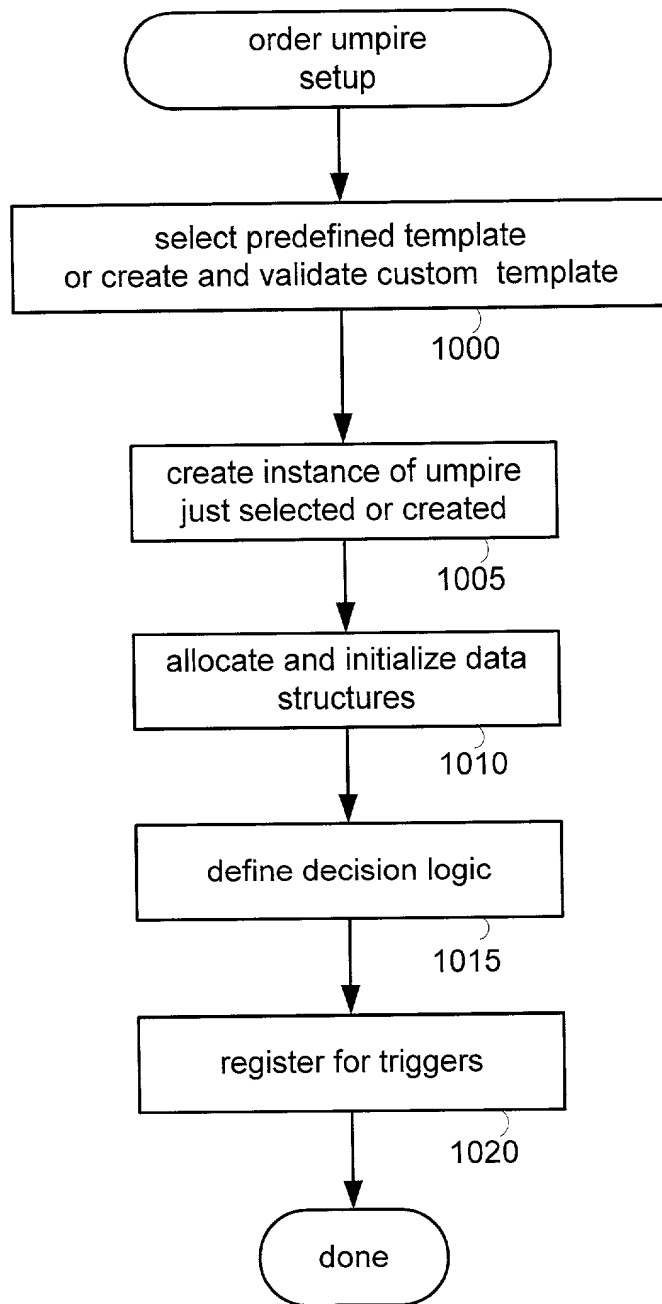 order umpire
setup
select predefined template
or create and validate custom template
1000
create instance of umpire
just selected or created
1005
allocate and initialize data
structures
1010
define decision logic
1015
register for triggers
1020
done